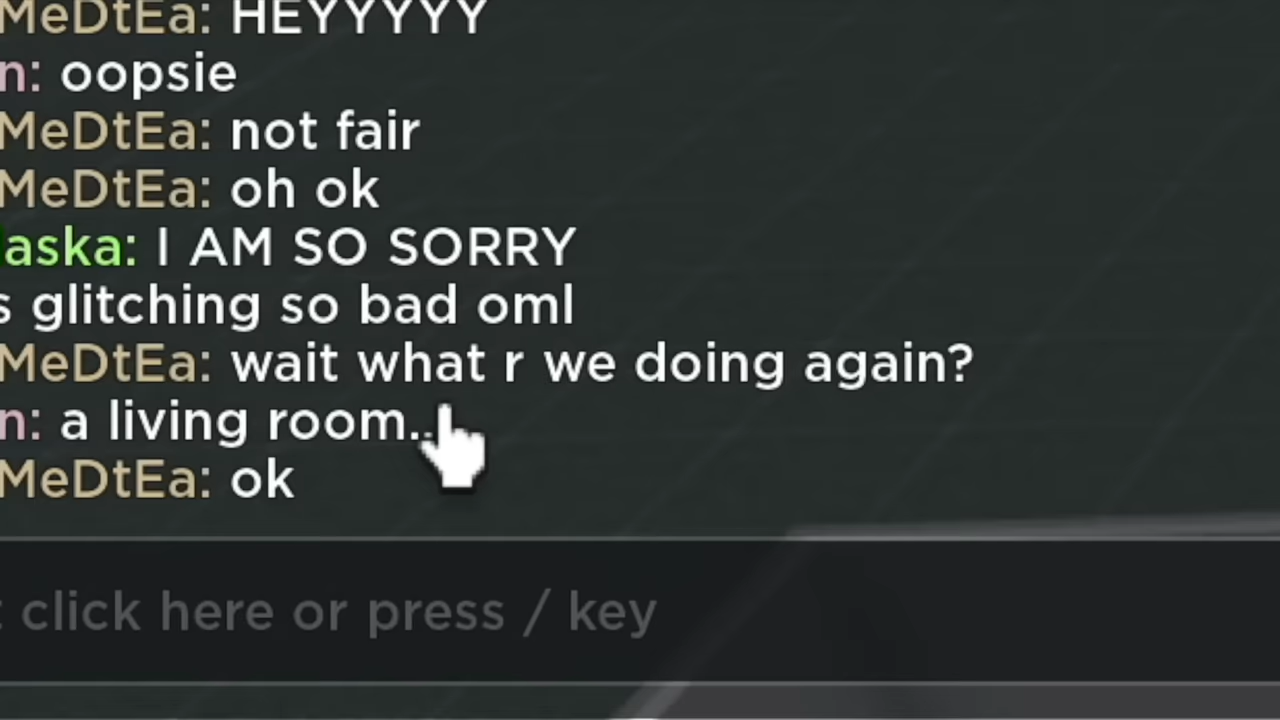 MeDtEa: HEYYYYY
n: oopsie
MeDtEa: not fair
MeDtEa: oh ok
aska: I AM SO SORRY
s glitching so bad oml
MeDtEa: wait what r we doing again?
n: a living room..
MeDtEa: ok
click here or press / key